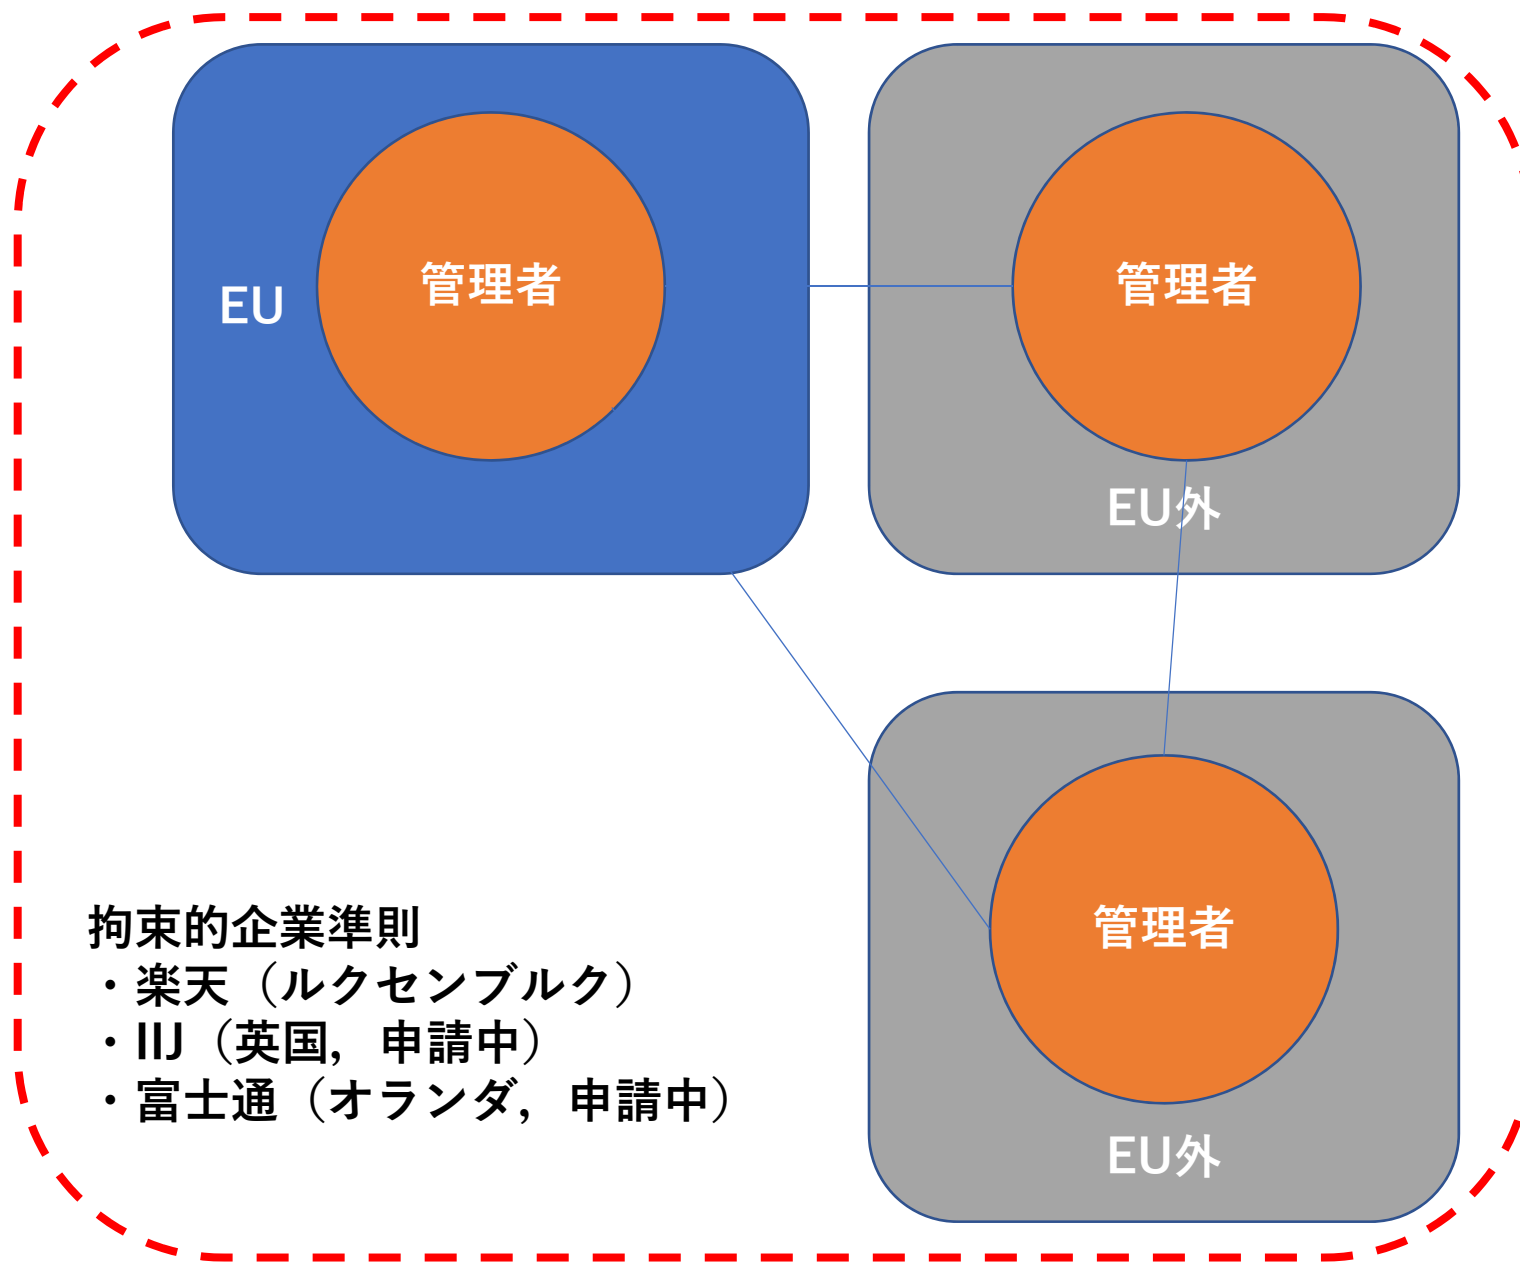 EU
管理者
管理者
EU外
管理者
EU外
拘束的企業準則
・楽天（ルクセンブルク）
・IIJ（英国，申請中）
・富士通（オランダ，申請中）